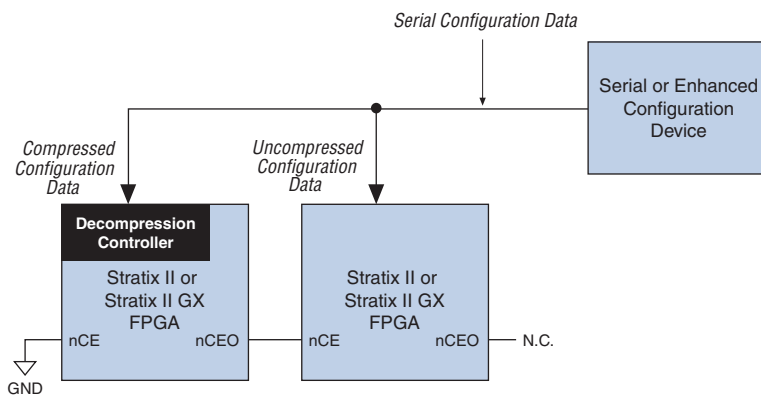 Serial Configuration Data
Serial or Enhanced
Configuration
Device
Compressed
Configuration
Data
Uncompressed
Configuration
Data
Decompression
Controller
Stratix II or
Stratix II GX
FPGA
nCE
nCEO
Stratix II or
Stratix II GX
FPGA
nCE
nCEO
N.C.
GND